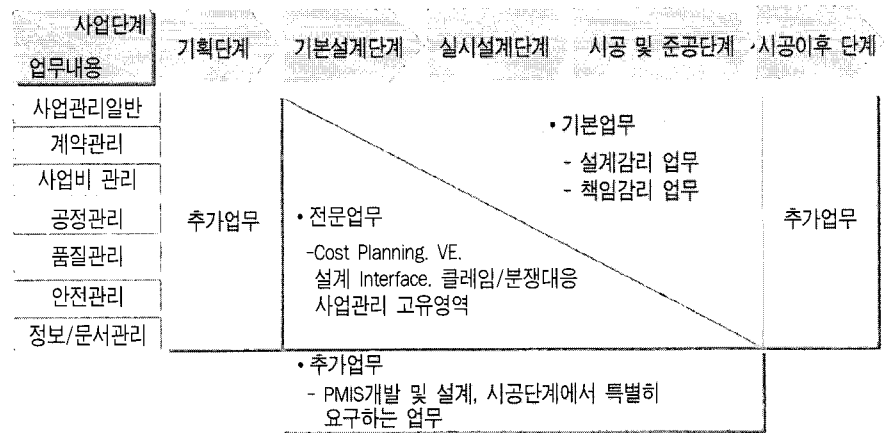 사업단계
업무내용
기획단계
기본설계단계
실시설계단계
시공 및 준공단계
시공이후 단계
사업관리일반
계약관리
사업비 관리
공정관리
품질관리
안전관리
정보/문서관리
추가업무
• 기본업무
- 설계감리 업무
- 책임감리 업무
• 전문업무
-Cost Planning. VE.
설계 Interface. 클레임/분쟁대응
사업관리 고유영역
추가업무
• 추가업무
- PMIS개발 및 설계, 시공단계에서 특별히
요구하는 업무